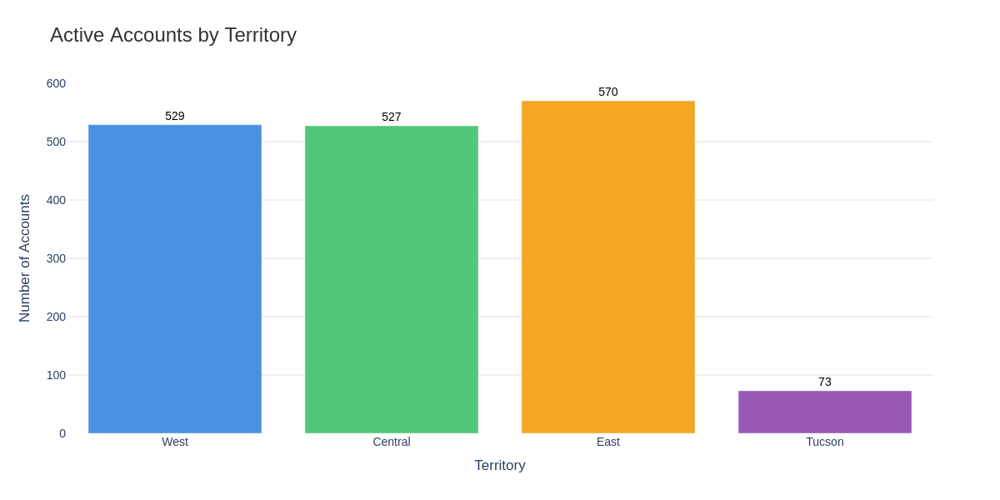 Active Accounts by Territory
600
500
400
300
200
100
0
Number of Accounts
529
527
570
73
West
Central
East
Tucson
Territory